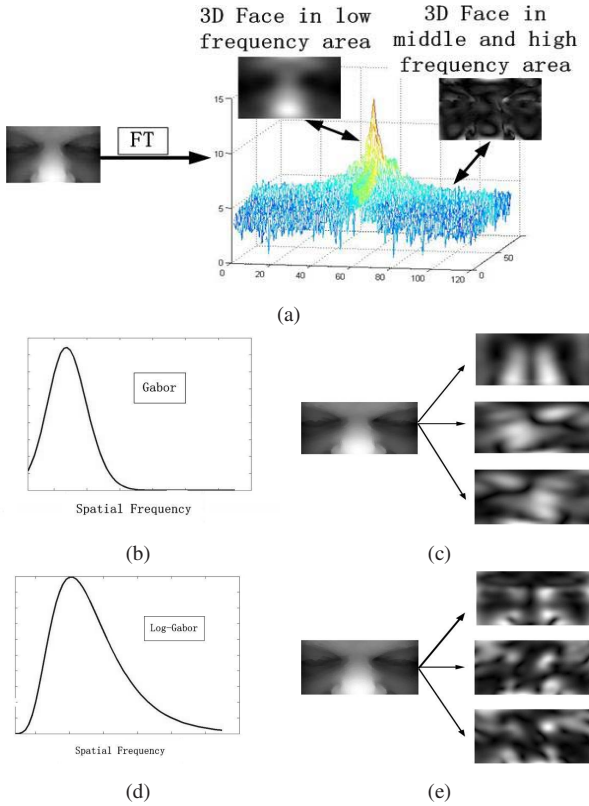 3D Face in low
frequency area
3D Face in
middle and high
frequency area
FT
15
10
5
0
0
20
40
60
80
100
120
0
50
(a)
Gabor
Spatial Frequency
(b)
(c)
Log-Gabor
Spatial Frequency
(d)
(e)